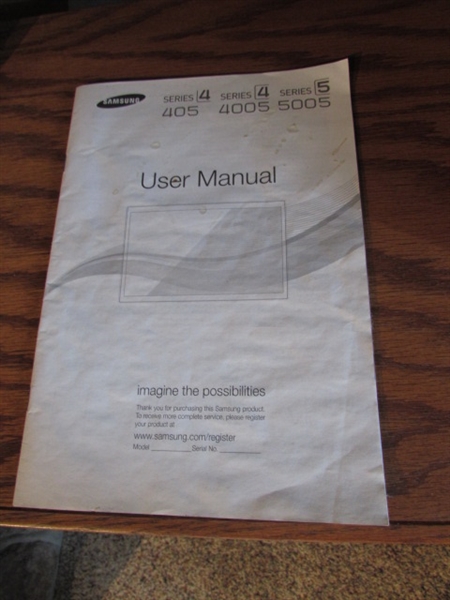 SAMSUNG SERIES 4 SERIES 4 SERIES 5
405 4005 5005
User Manual
imagine the possibilities
Thank you for purchasing this Samsung product.
To receive more complete service, please register
your product at
www.samsung.com/register
Model ____________ Serial No. ____________